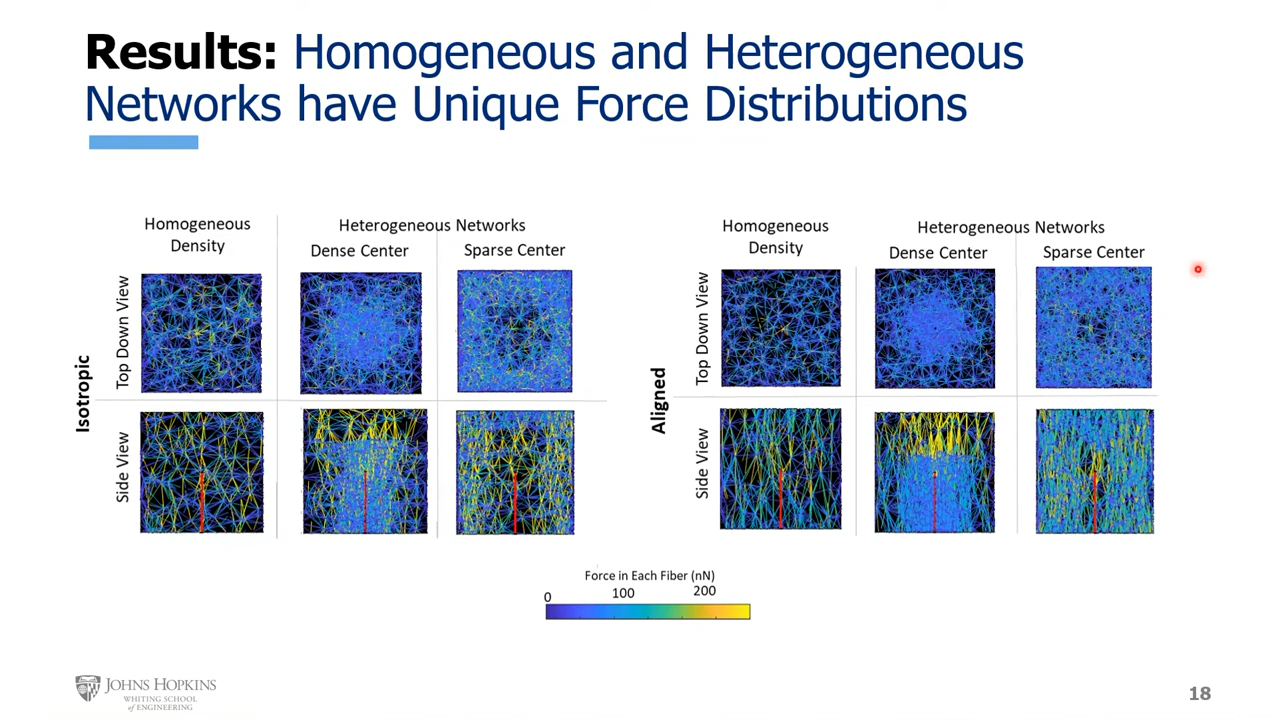 Results: Homogeneous and Heterogeneous
Networks have Unique Force Distributions
Homogeneous
Density
Heterogeneous Networks
Dense Center
Sparse Center
Isotropic
Top Down View
Side View
Homogeneous
Density
Heterogeneous Networks
Dense Center
Sparse Center
Aligned
Top Down View
Side View
Force in Each Fiber (nN)
0 100 200
JOHNS HOPKINS
WHITING SCHOOL
of ENGINEERING
18